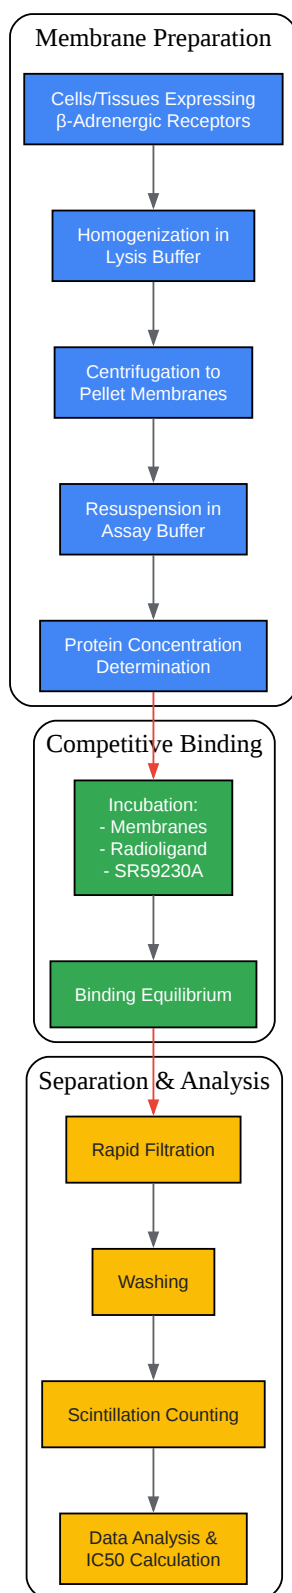 Membrane Preparation
Cells/Tissues Expressing
β-Adrenergic Receptors
Homogenization in
Lysis Buffer
Centrifugation to
Pellet Membranes
Resuspension in
Assay Buffer
Protein Concentration
Determination
Competitive Binding
Incubation:
- Membranes
- Radioligand
- SR59230A
Binding Equilibrium
Separation & Analysis
Rapid Filtration
Washing
Scintillation Counting
Data Analysis &
IC50 Calculation